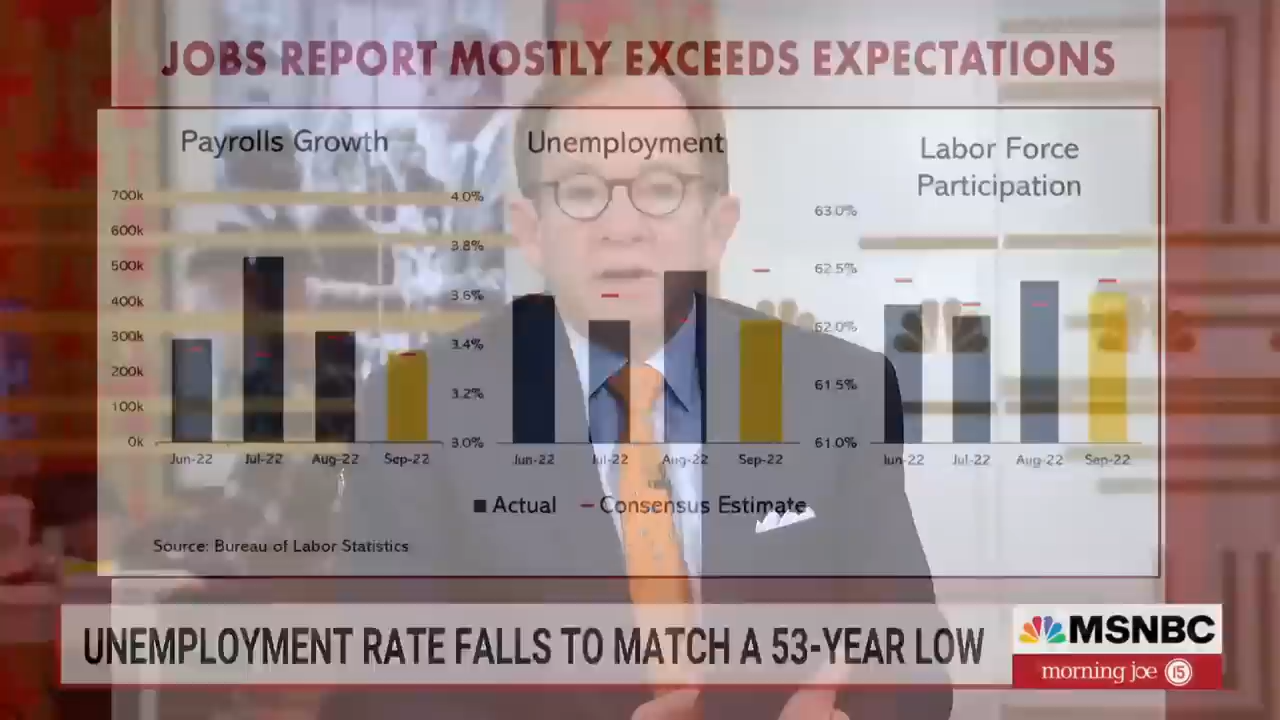 JOBS REPORT MOSTLY EXCEEDS EXPECTATIONS
Payrolls Growth
700k
600k
500k
400k
300k
200k
100k
0k
Jun-22 Jul-22 Aug-22 Sep-22
Unemployment
4.0%
3.8%
3.6%
3.4%
3.2%
3.0%
Jun-22 Jul-22 Aug-22 Sep-22
Labor Force
Participation
63.0%
62.5%
62.0%
61.5%
61.0%
Jun-22 Jul-22 Aug-22 Sep-22
Actual Consensus Estimate
Source: Bureau of Labor Statistics
UNEMPLOYMENT RATE FALLS TO MATCH A 53-YEAR LOW
MSNBC
morning joe 15